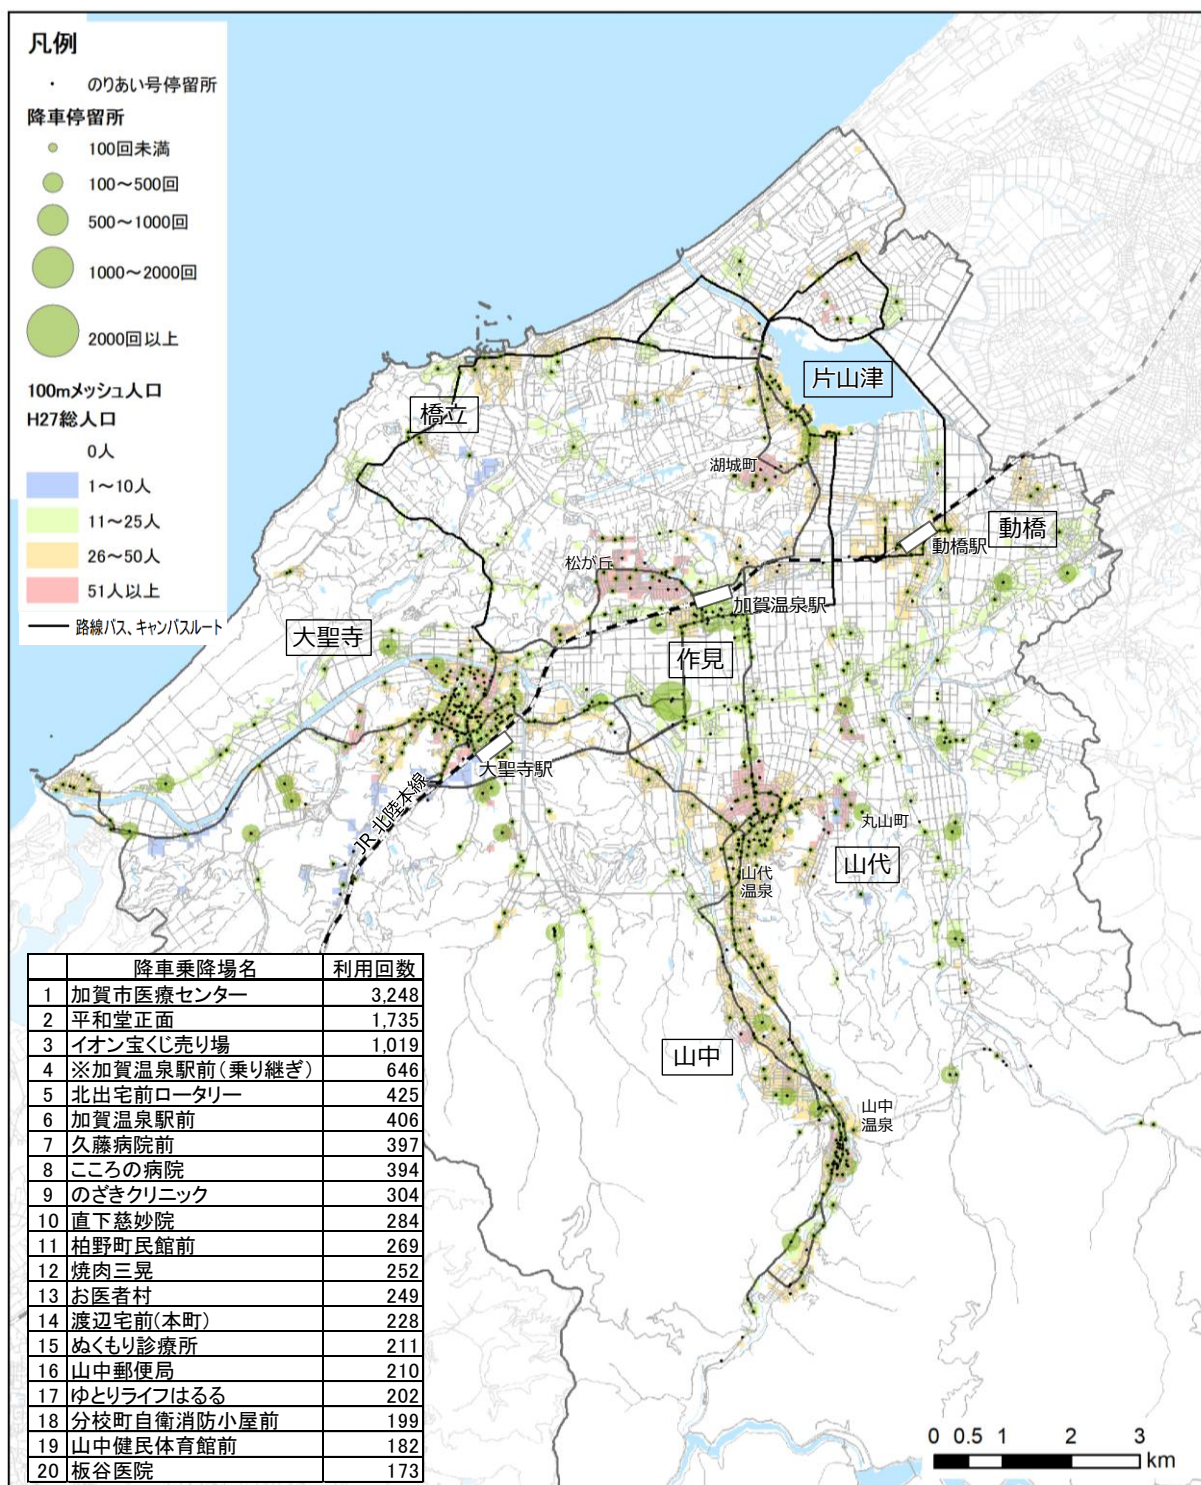 凡例
のりあい号停留所
降車停留所
100回未満
100～500回
500～1000回
1000～2000回
2000回以上
100mメッシュ人口
H27総人口
0人
1～10人
11～25人
26～50人
51人以上
路線バス、キャンバスルート
片山津
橋立
湖城町
動橋
動橋駅
松が丘
加賀温泉駅
大聖寺
作見
大聖寺駅
JR 北陸本線
丸山町
山代
山代
温泉
山中
山中
温泉
降車乗降場名 利用回数
1 加賀市医療センター 3,248
2 平和堂正面 1,735
3 イオン宝くじ売り場 1,019
4 ※加賀温泉駅前(乗り継ぎ) 646
5 北出宅前ロータリー 425
6 加賀温泉駅前 406
7 久藤病院前 397
8 こころの病院 394
9 のざきクリニック 304
10 直下慈妙院 284
11 柏野町民館前 269
12 焼肉三晃 252
13 お医者村 249
14 渡辺宅前(本町) 228
15 ぬくもり診療所 211
16 山中郵便局 210
17 ゆとりライフはるる 202
18 分校町自衛消防小屋前 199
19 山中健民体育館前 182
20 板谷医院 173
0 0.5 1 2 3
km